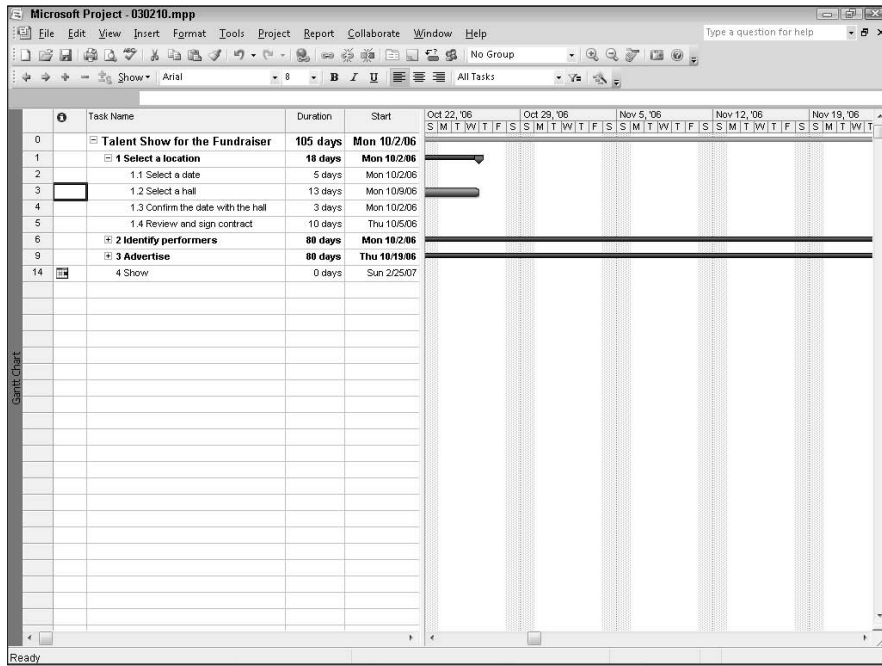 Microsoft Project - 030210.mpp
File Edit View Insert Format Tools Project Report Collaborate Window Help Type a question for help
No Group
Show Arial 8 B I U All Tasks
Task Name Duration Start Oct 22, '06 Oct 29, '06 Nov 5, '06 Nov 12, '06 Nov 19, '06
S M T W T F S S M T W T F S S M T W T F S S M T W T F S S M T W T
0 Talent Show for the Fundraiser 105 days Mon 10/2/06
1 1 Select a location 18 days Mon 10/2/06
2 1.1 Select a date 5 days Mon 10/2/06
3 1.2 Select a hall 13 days Mon 10/9/06
4 1.3 Confirm the date with the hall 3 days Mon 10/2/06
5 1.4 Review and sign contract 10 days Thu 10/5/06
6 2 Identify performers 80 days Mon 10/2/06
9 3 Advertise 80 days Thu 10/19/06
14 4 Show 0 days Sun 2/25/07
Gantt Chart
Ready